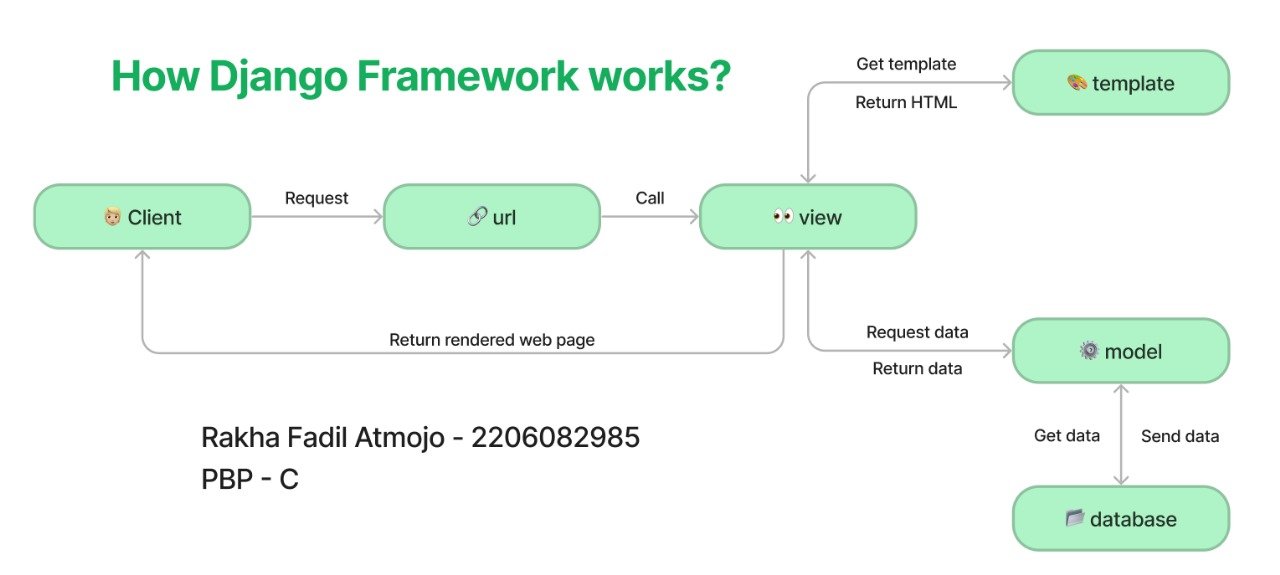 How Django Framework works?
Get template
Return HTML
template
Client
Request
url
Call
view
Return rendered web page
Request data
Return data
model
Get data
Send data
database
Rakha Fadil Atmojo - 2206082985
PBP - C